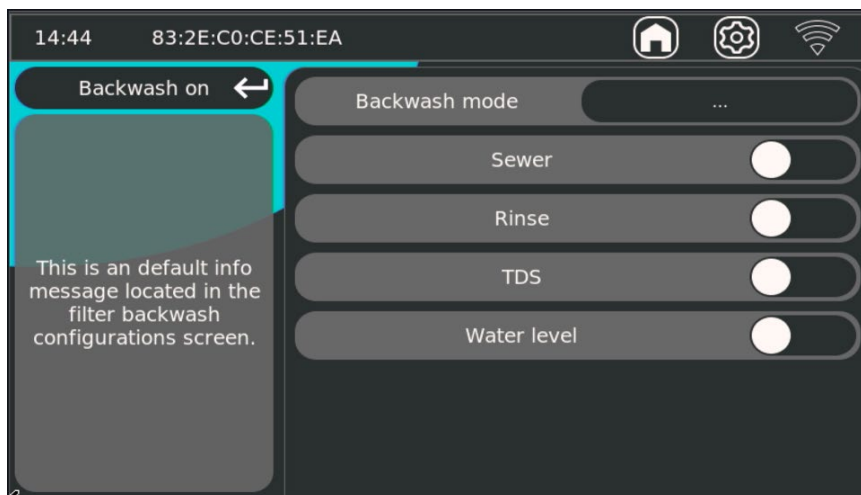 14:44 83:2E:C0:CE:51:EA
Backwash on
This is an default info
message located in the
filter backwash
configurations screen.
Backwash mode ...
Sewer
Rinse
TDS
Water level